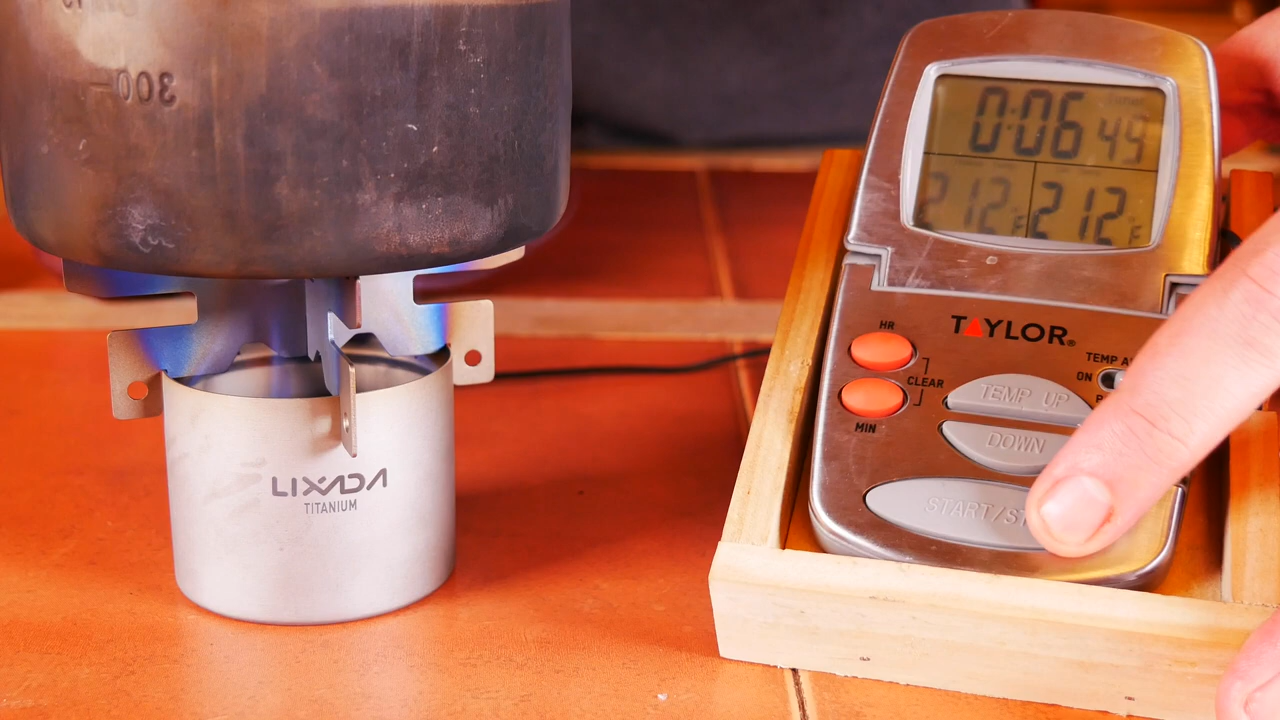 300
LIXADA
TITANIUM
0:06 49
212°F 212°F
TAYLOR®
HR
CLEAR
MIN
TEMP
ON
TEMP UP
DOWN